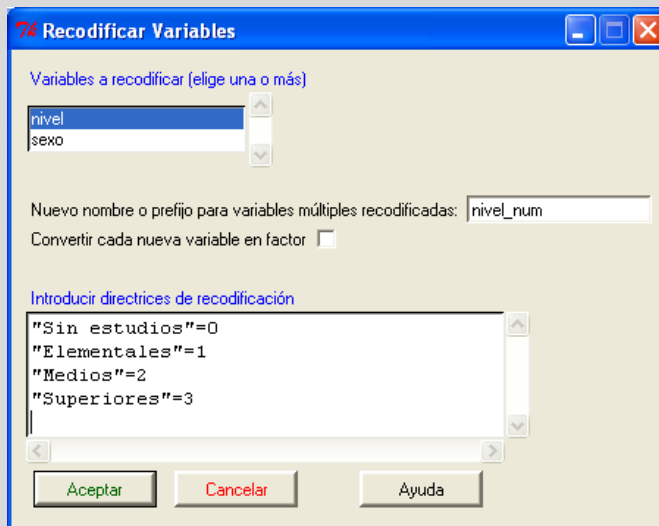 Recodificar Variables
Variables a recodificar (elige una o más)
nivel
sexo
Nuevo nombre o prefijo para variables múltiples recodificadas: nivel_num
Convertir cada nueva variable en factor
Introducir directrices de recodificación
"Sin estudios"=0
"Elementales"=1
"Medios"=2
"Superiores"=3
Aceptar Cancelar Ayuda